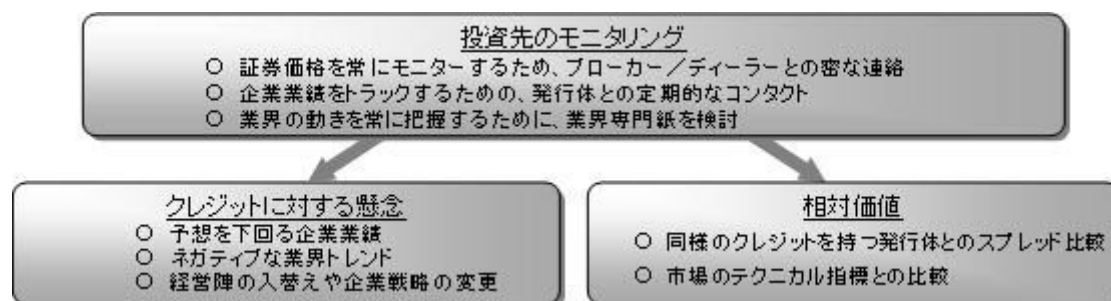 投資先のモニタリング
○ 証券価格を常にモニターするため、ブローカー／ディーラーとの密な連絡
○ 企業業績をトラックするための、発行体との定期的なコンタクト
○ 業界の動きを常に把握するために、業界専門紙を検討
クレジットに対する懸念
○ 予想を下回る企業業績
○ ネガティブな業界トレンド
○ 経営陣の入替えや企業戦略の変更
相対価値
○ 同様のクレジットを持つ発行体とのスプレッド比較
○ 市場のテクニカル指標との比較